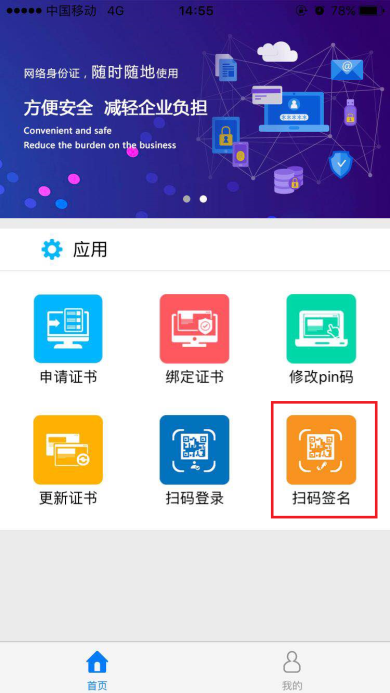 中国移动 4G 14:55 78%
网络身份证，随时随地使用
方便安全 减轻企业负担
Convenient and safe
Reduce the burden on the business
应用
申请证书 绑定证书 修改pin码
更新证书 扫码登录 扫码签名
首页 我的